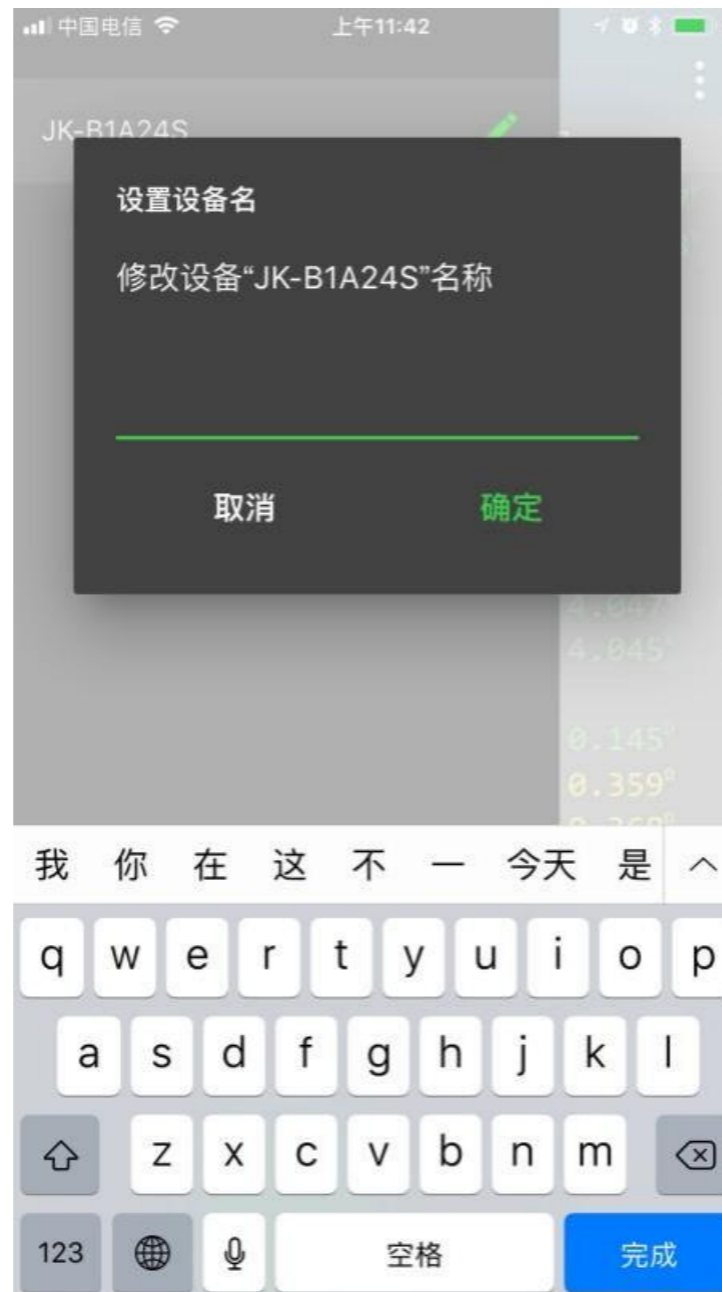 中国电信 上午11:42
JK-B1A24S
设置设备名
修改设备“JK-B1A24S”名称
取消 确定
4.047
4.045
0.145
0.359
我 你 在 这 不 一 今天 是
q w e r t y u i o p
a s d f g h j k l
z x c v b n m
123 空格 完成